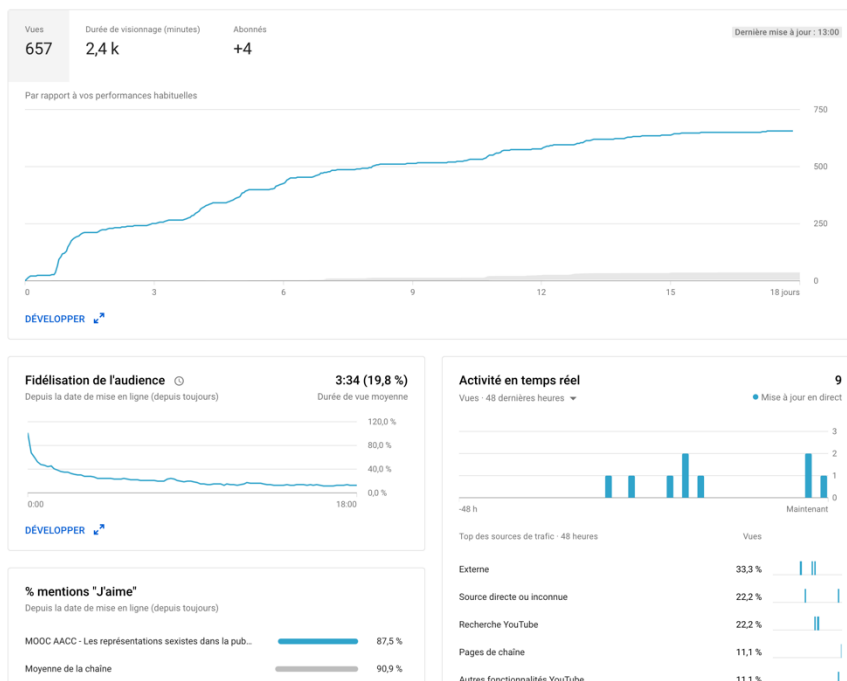 Vues
Durée de visionnage (minutes)
Abonnés
657
2,4 k
+4
Dernière mise à jour : 13:00
Par rapport à vos performances habituelles
750
500
250
0
0
3
6
9
12
15
18 jours
DÉVELOPPER
Fidélisation de l'audience
3:34 (19,8 %)
Depuis la date de mise en ligne (depuis toujours)
Durée de vue moyenne
120,0 %
80,0 %
40,0 %
0,0 %
0:00
18:00
DÉVELOPPER
% mentions "J'aime"
Depuis la date de mise en ligne (depuis toujours)
MOOC AACC - Les représentations sexistes dans la pub...
87,5 %
Moyenne de la chaîne
90,9 %
Activité en temps réel
9
Vues · 48 dernières heures
Mise à jour en direct
3
2
1
0
-48 h
Maintenant
Top des sources de trafic · 48 heures
Vues
Externe
33,3 %
Source directe ou inconnue
22,2 %
Recherche YouTube
22,2 %
Pages de chaîne
11,1 %
Autres fonctionnalités YouTube
11,1 %